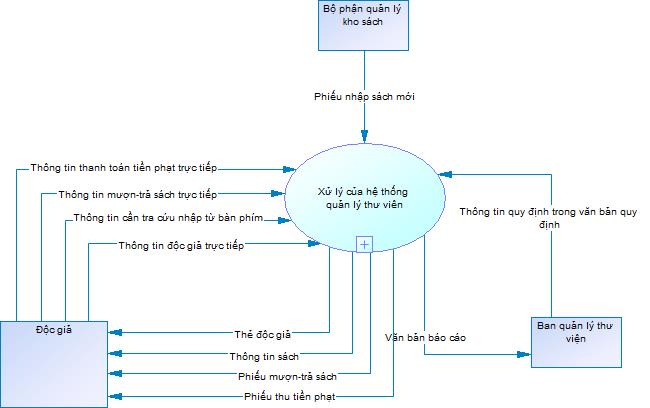 Bộ phận quản lý
kho sách
Phiếu nhập sách mới
Thông tin thanh toán tiền phạt trực tiếp
Thông tin mượn-trả sách trực tiếp
Thông tin cần tra cứu nhập từ bàn phím
Thông tin độc giả trực tiếp
Xử lý của hệ thống
quản lý thư viện
Thông tin quy định trong văn bản quy
định
Độc giả
Thẻ độc giả
Thông tin sách
Phiếu mượn-trả sách
Phiếu thu tiền phạt
Văn bản báo cáo
Ban quản lý thư
viện